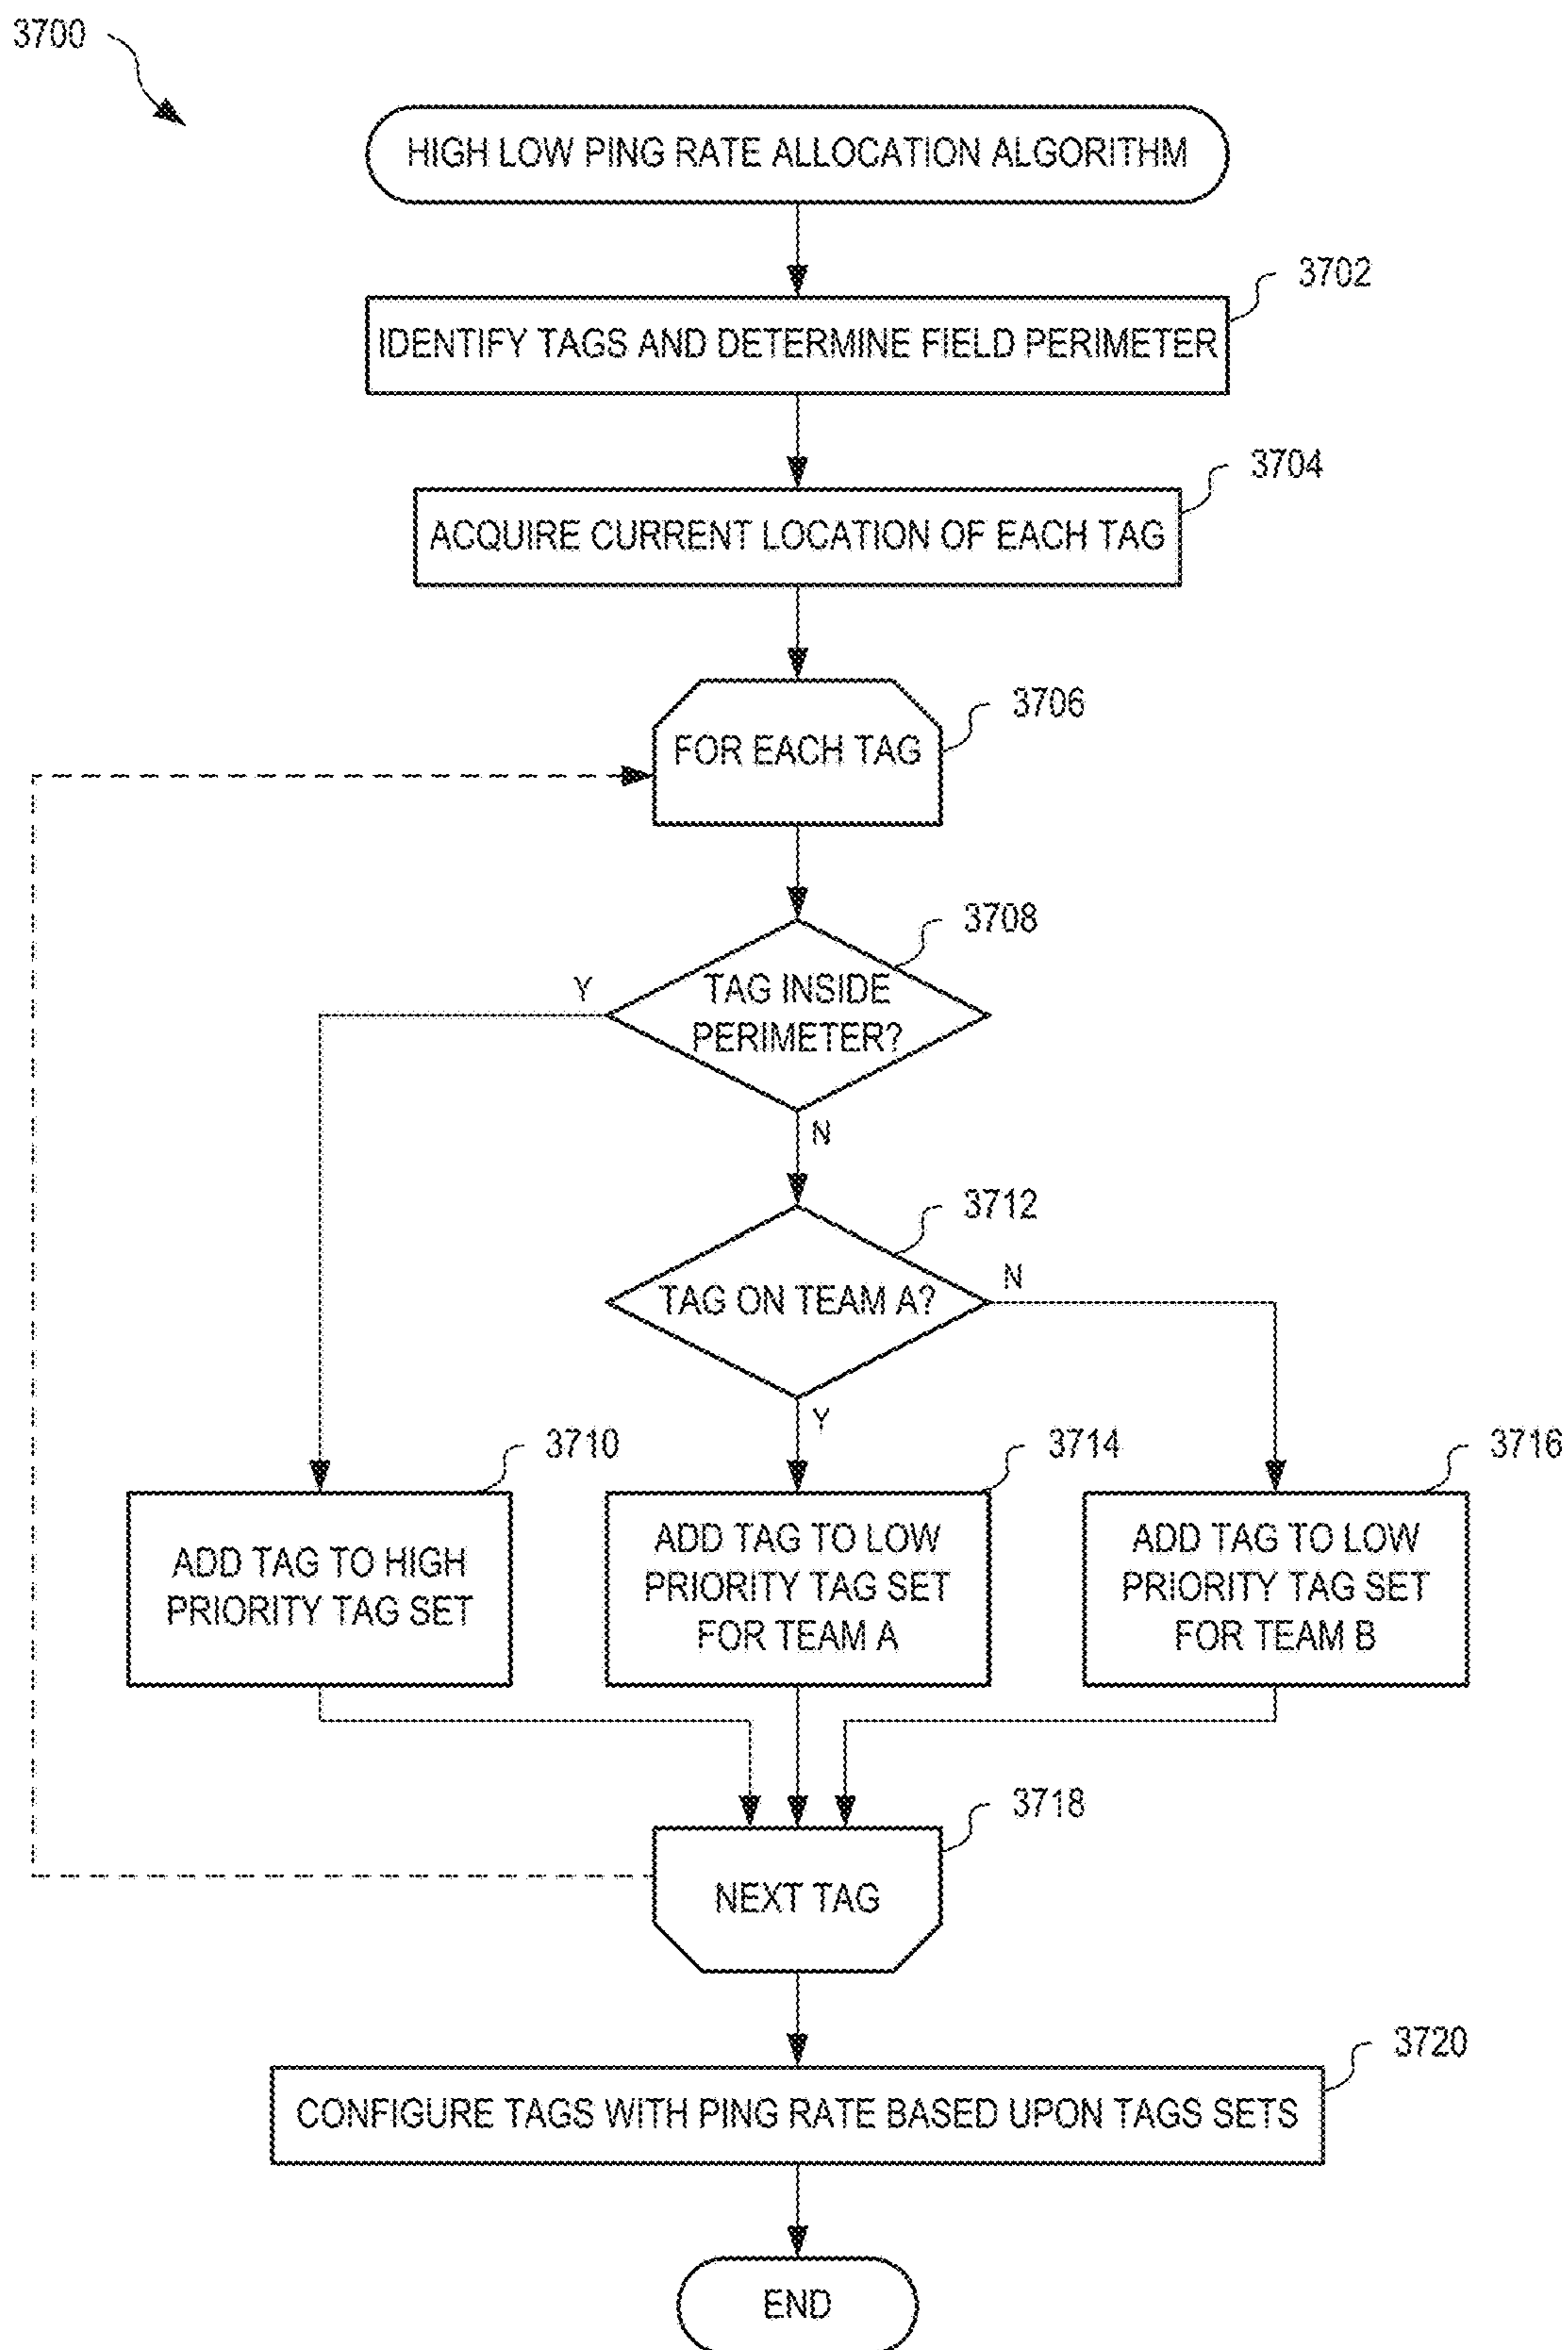 3700
HIGH LOW PING RATE ALLOCATION ALGORITHM
3702
IDENTIFY TAGS AND DETERMINE FIELD PERIMETER
3704
ACQUIRE CURRENT LOCATION OF EACH TAG
3706
FOR EACH TAG
3708
Y
TAG INSIDE
PERIMETER?
N
3712
TAG ON TEAM A?
N
Y
3710
3714
3716
ADD TAG TO HIGH
PRIORITY TAG SET
ADD TAG TO LOW
PRIORITY TAG SET
FOR TEAM A
ADD TAG TO LOW
PRIORITY TAG SET
FOR TEAM B
3718
NEXT TAG
3720
CONFIGURE TAGS WITH PING RATE BASED UPON TAGS SETS
END